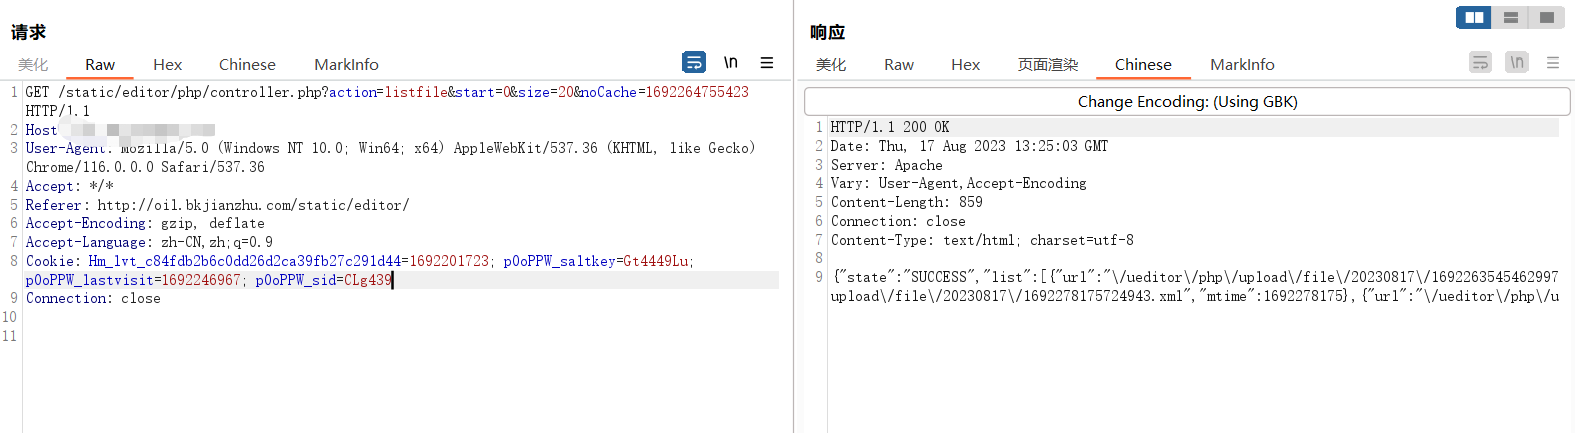 请求
美化 Raw Hex Chinese MarkInfo \n
1 GET /static/editor/php/controller.php?action=listfile&start=0&size=20&noCache=1692264755423
HTTP/1.1
2 Host
3 User-Agent: Mozilla/5.0 (Windows NT 10.0; Win64; x64) AppleWebKit/537.36 (KHTML, like Gecko)
Chrome/116.0.0.0 Safari/537.36
4 Accept: */*
5 Referer: http://oil.bkjianzhu.com/static/editor/
6 Accept-Encoding: gzip, deflate
7 Accept-Language: zh-CN,zh;q=0.9
8 Cookie: Hm_lvt_c84fdb2b6c0dd26d2ca39fb27c291d44=1692201723; p0oPPW_saltkey=Gt4449Lu;
p0oPPW_lastvisit=1692246967; p0oPPW_sid=CLg439
9 Connection: close
10
11
响应
美化 Raw Hex 页面渲染 Chinese MarkInfo \n
Change Encoding: (Using GBK)
1 HTTP/1.1 200 OK
2 Date: Thu, 17 Aug 2023 13:25:03 GMT
3 Server: Apache
4 Vary: User-Agent,Accept-Encoding
5 Content-Length: 859
6 Connection: close
7 Content-Type: text/html; charset=utf-8
8
9 {"state":"SUCCESS","list":[{"url":"\/ueditor\/php\/upload\/file\/20230817\/1692263545462997
upload\/file\/20230817\/1692278175724943.xml","mtime":1692278175},{"url":"\/ueditor\/php\/u